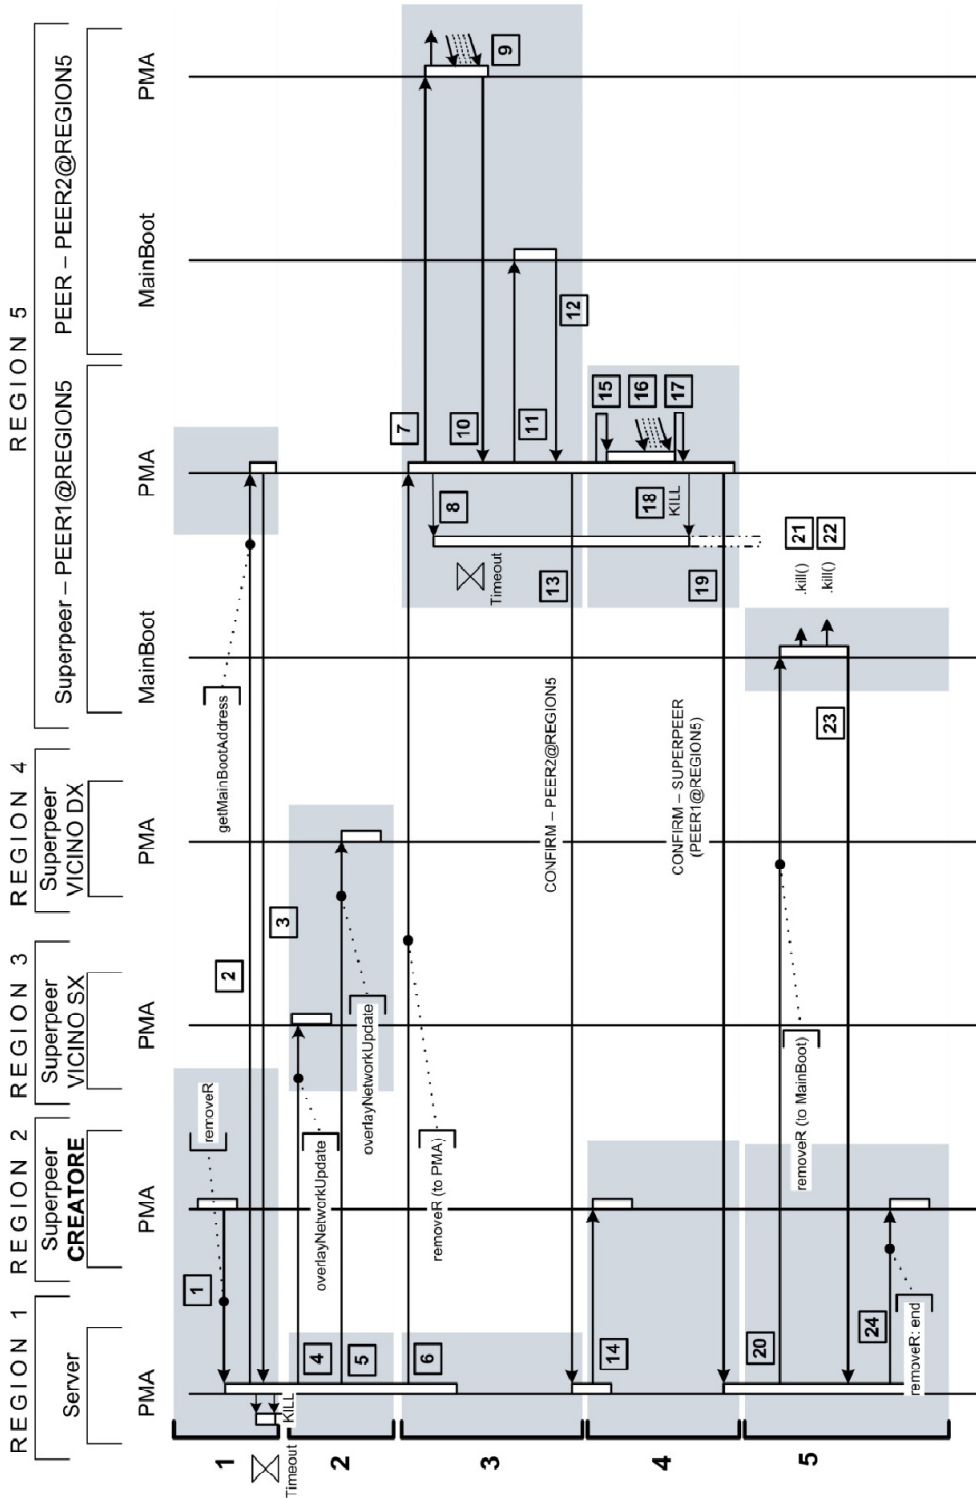 REGION 1
REGION 2
REGION 3
REGION 4
REGION 5
Server
Superpeer
CREATORE
Superpeer
VICINO SX
Superpeer
VICINO DX
Superpeer – PEER1@REGION5
PEER – PEER2@REGION5
PMA
PMA
PMA
PMA
MainBoot
PMA
MainBoot
PMA
1
Timeout
KILL
1
removeR
2
getMainBootAddress
3
2
4
overlayNetworkUpdate
5
overlayNetworkUpdate
3
6
removeR (to PMA)
7
8
Timeout
9
10
11
12
13
CONFIRM – PEER2@REGION5
4
14
15
16
17
18
KILL
19
CONFIRM – SUPERPEER
(PEER1@REGION5)
5
20
removeR (to MainBoot)
21
.kill()
22
.kill()
23
24
removeR: end